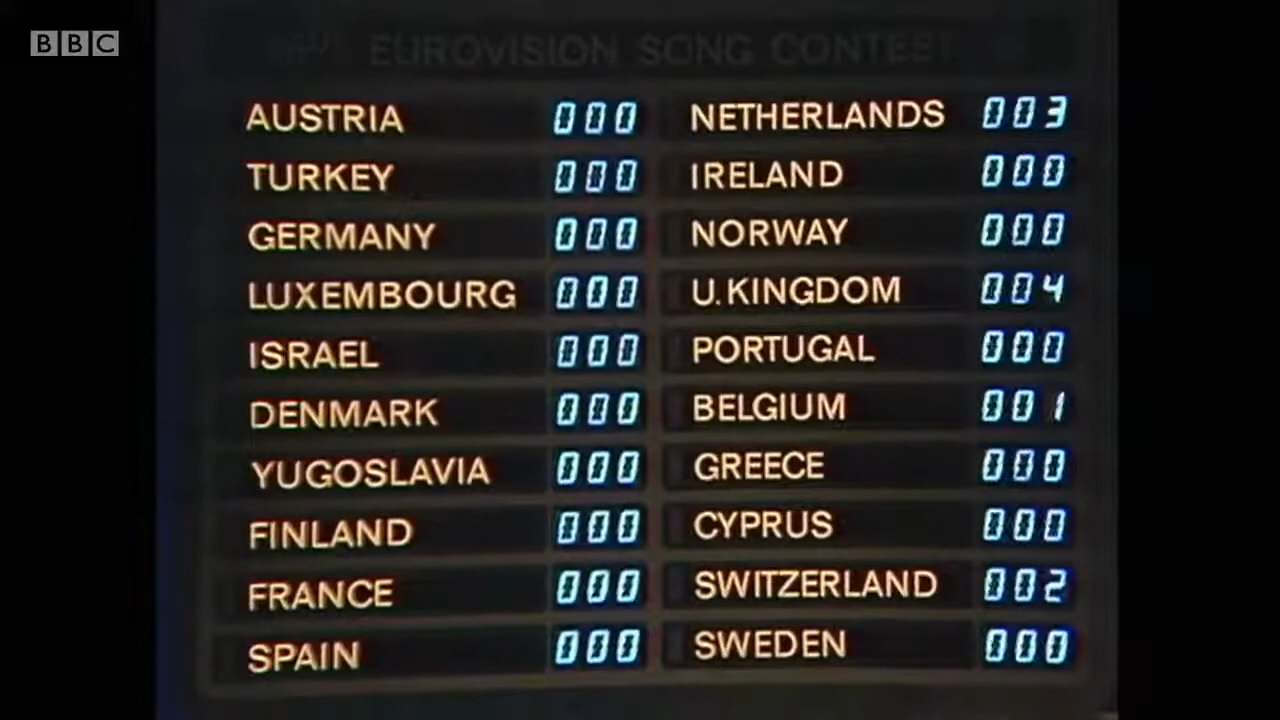 BBC
EUROVISION SONG CONTEST
AUSTRIA 000 NETHERLANDS 003
TURKEY 000 IRELAND 000
GERMANY 000 NORWAY 000
LUXEMBOURG 000 U.KINGDOM 004
ISRAEL 000 PORTUGAL 000
DENMARK 000 BELGIUM 001
YUGOSLAVIA 000 GREECE 000
FINLAND 000 CYPRUS 000
FRANCE 000 SWITZERLAND 002
SPAIN 000 SWEDEN 000